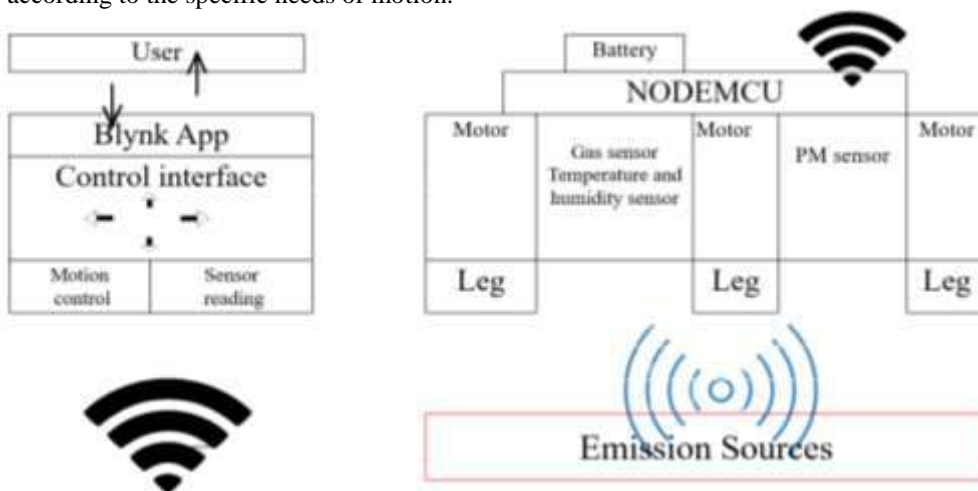 according to the specific needs of motion.
User
Blynk App
Control interface
Motion
control
Sensor
reading
Battery
NODEMCU
Motor
Gas sensor
Temperature and
humidity sensor
Motor
PM sensor
Motor
Leg
Leg
Leg
Emission Sources